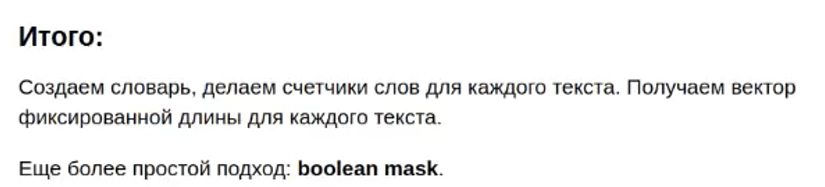 Итого:
Создаем словарь, делаем счетчики слов для каждого текста. Получаем вектор
фиксированной длины для каждого текста.
Еще более простой подход: boolean mask.